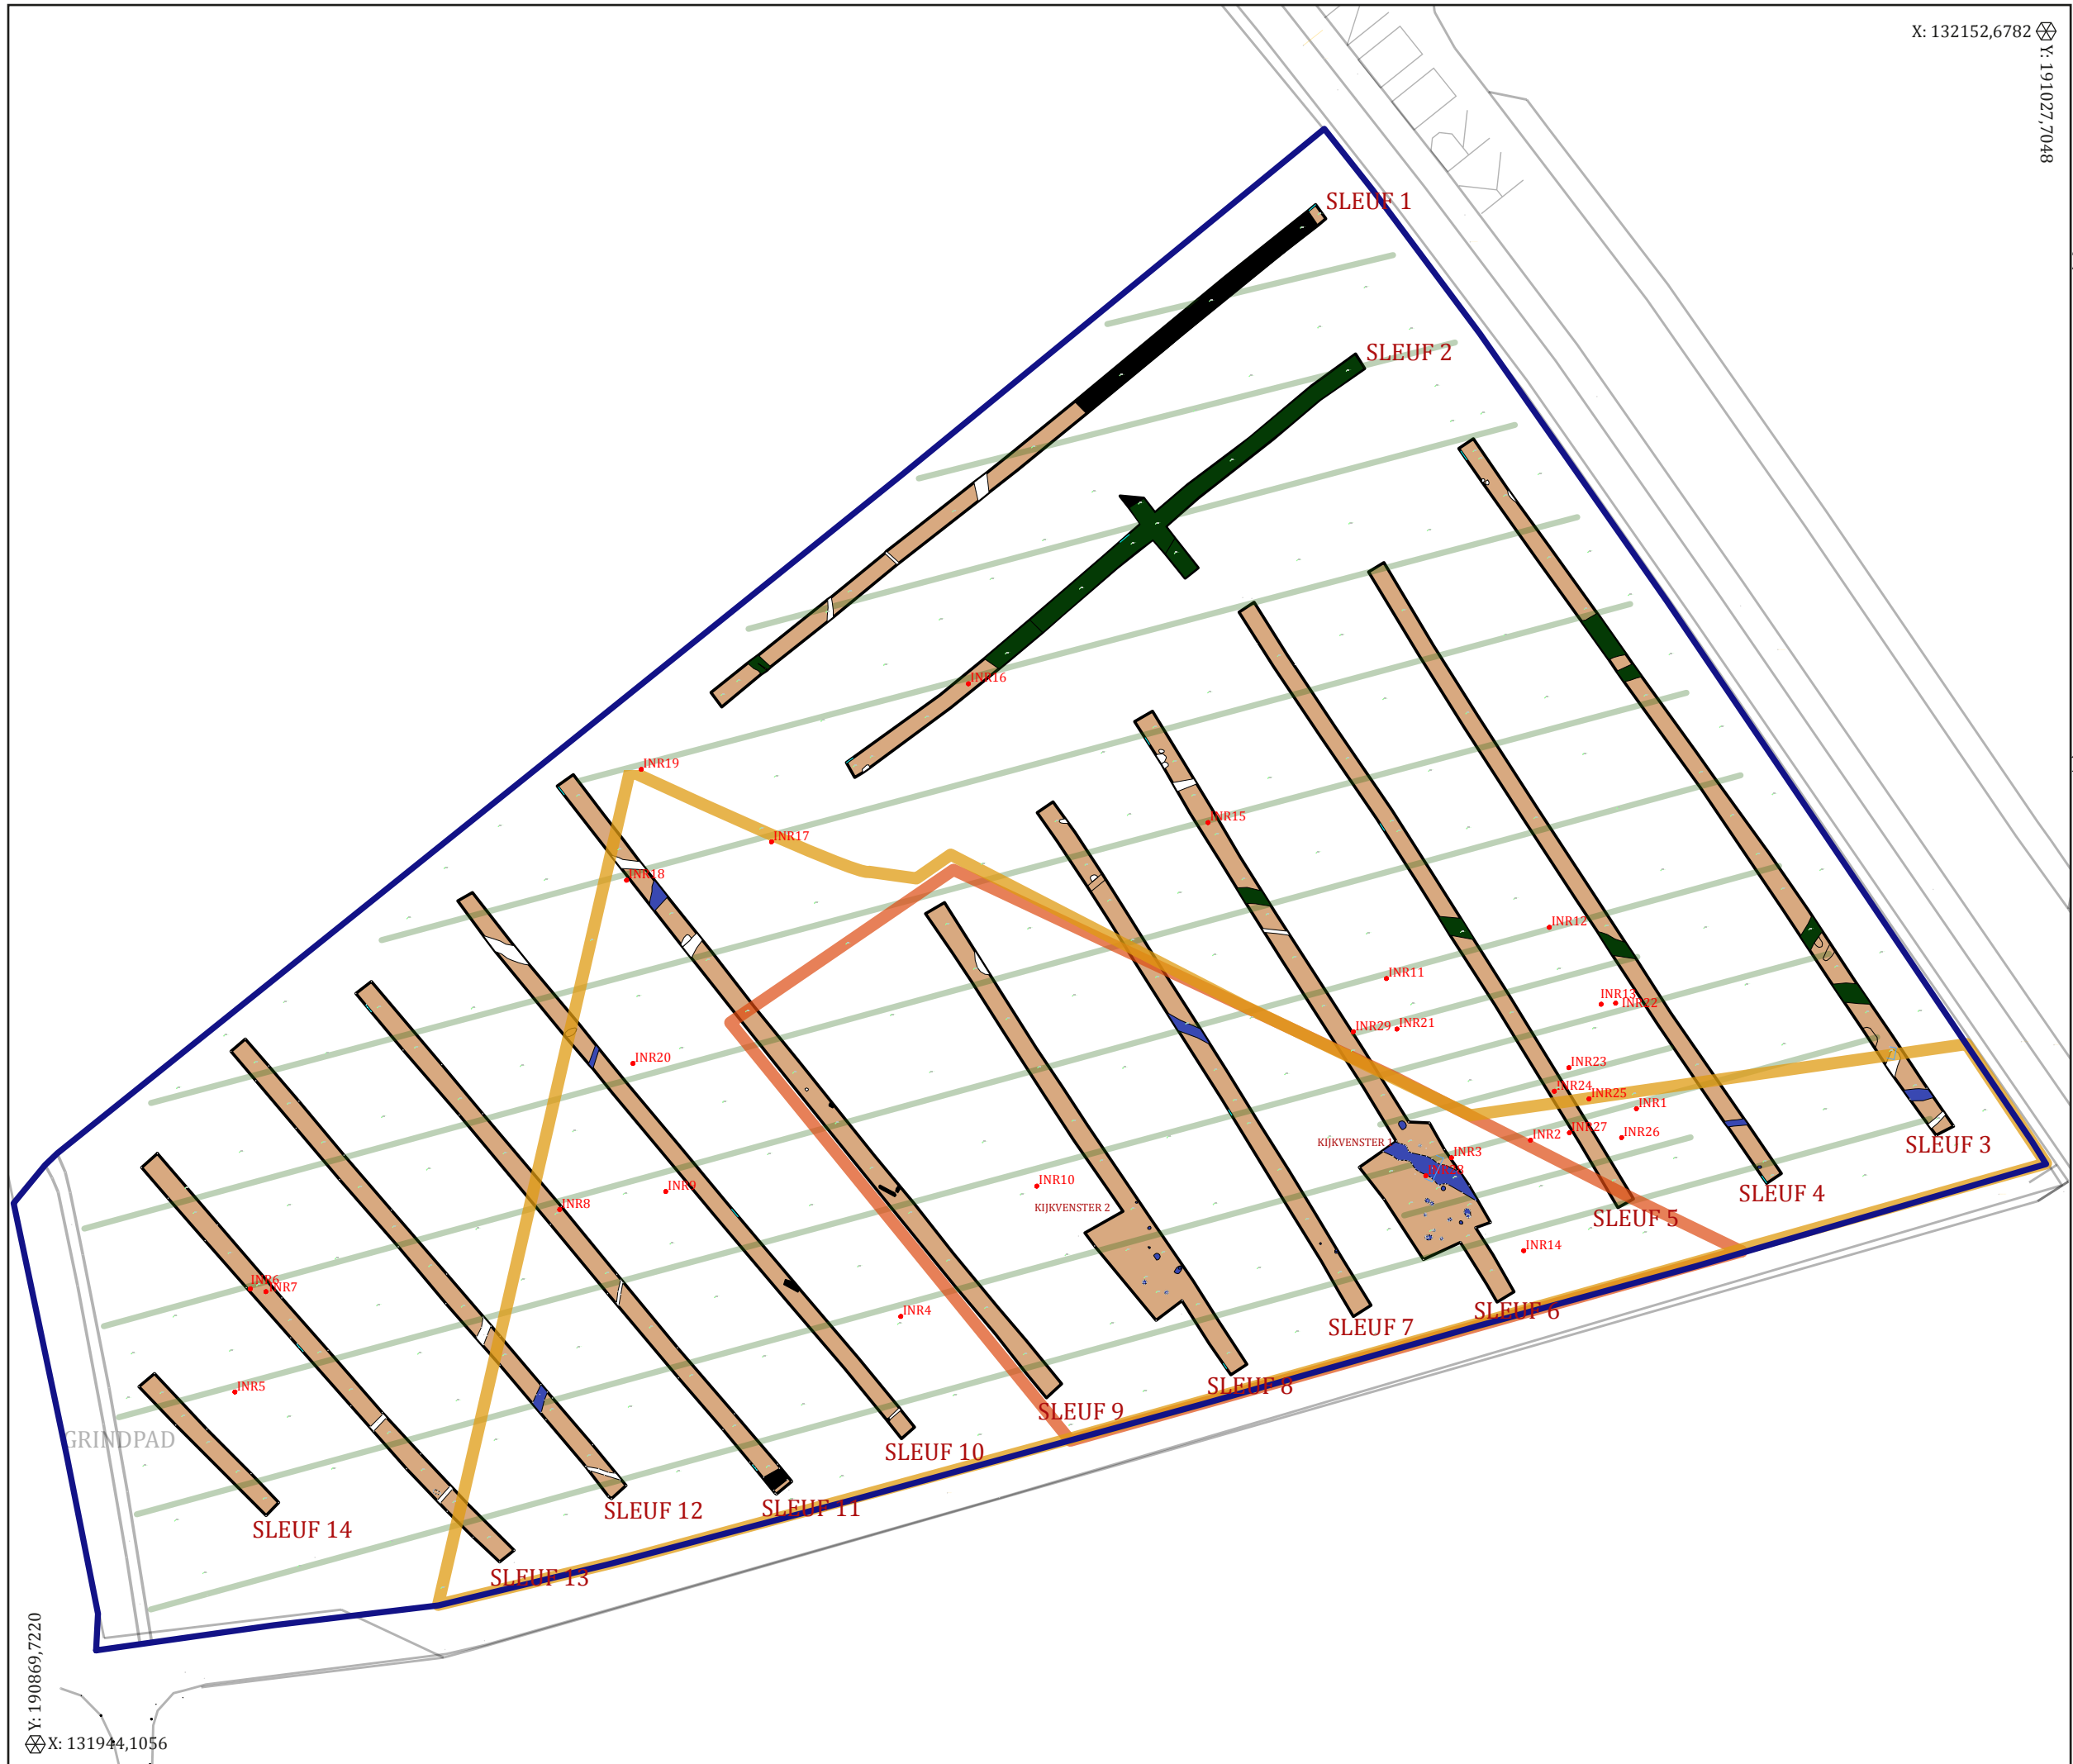 X: 132152,6782
Y: 191027,7048
SLEUF 1
SLEUF 2
INR16
INR19
INR17
INR15
INR18
INR12
INR11
INR13
INR22
INR29
INR21
INR20
INR23
INR24
INR25
INR1
INR2
INR27
INR26
KIJKVENSTER 1
SLEUF 3
INR3
INR10
INR9
SLEUF 4
INR8
KIJKVENSTER 2
SLEUF 5
INR14
INR6
INR7
INR4
SLEUF 6
SLEUF 7
INR5
SLEUF 8
SLEUF 9
GRINDPAD
SLEUF 10
SLEUF 11
SLEUF 12
SLEUF 14
SLEUF 13
Y: 190869,7220
X: 131944,1056